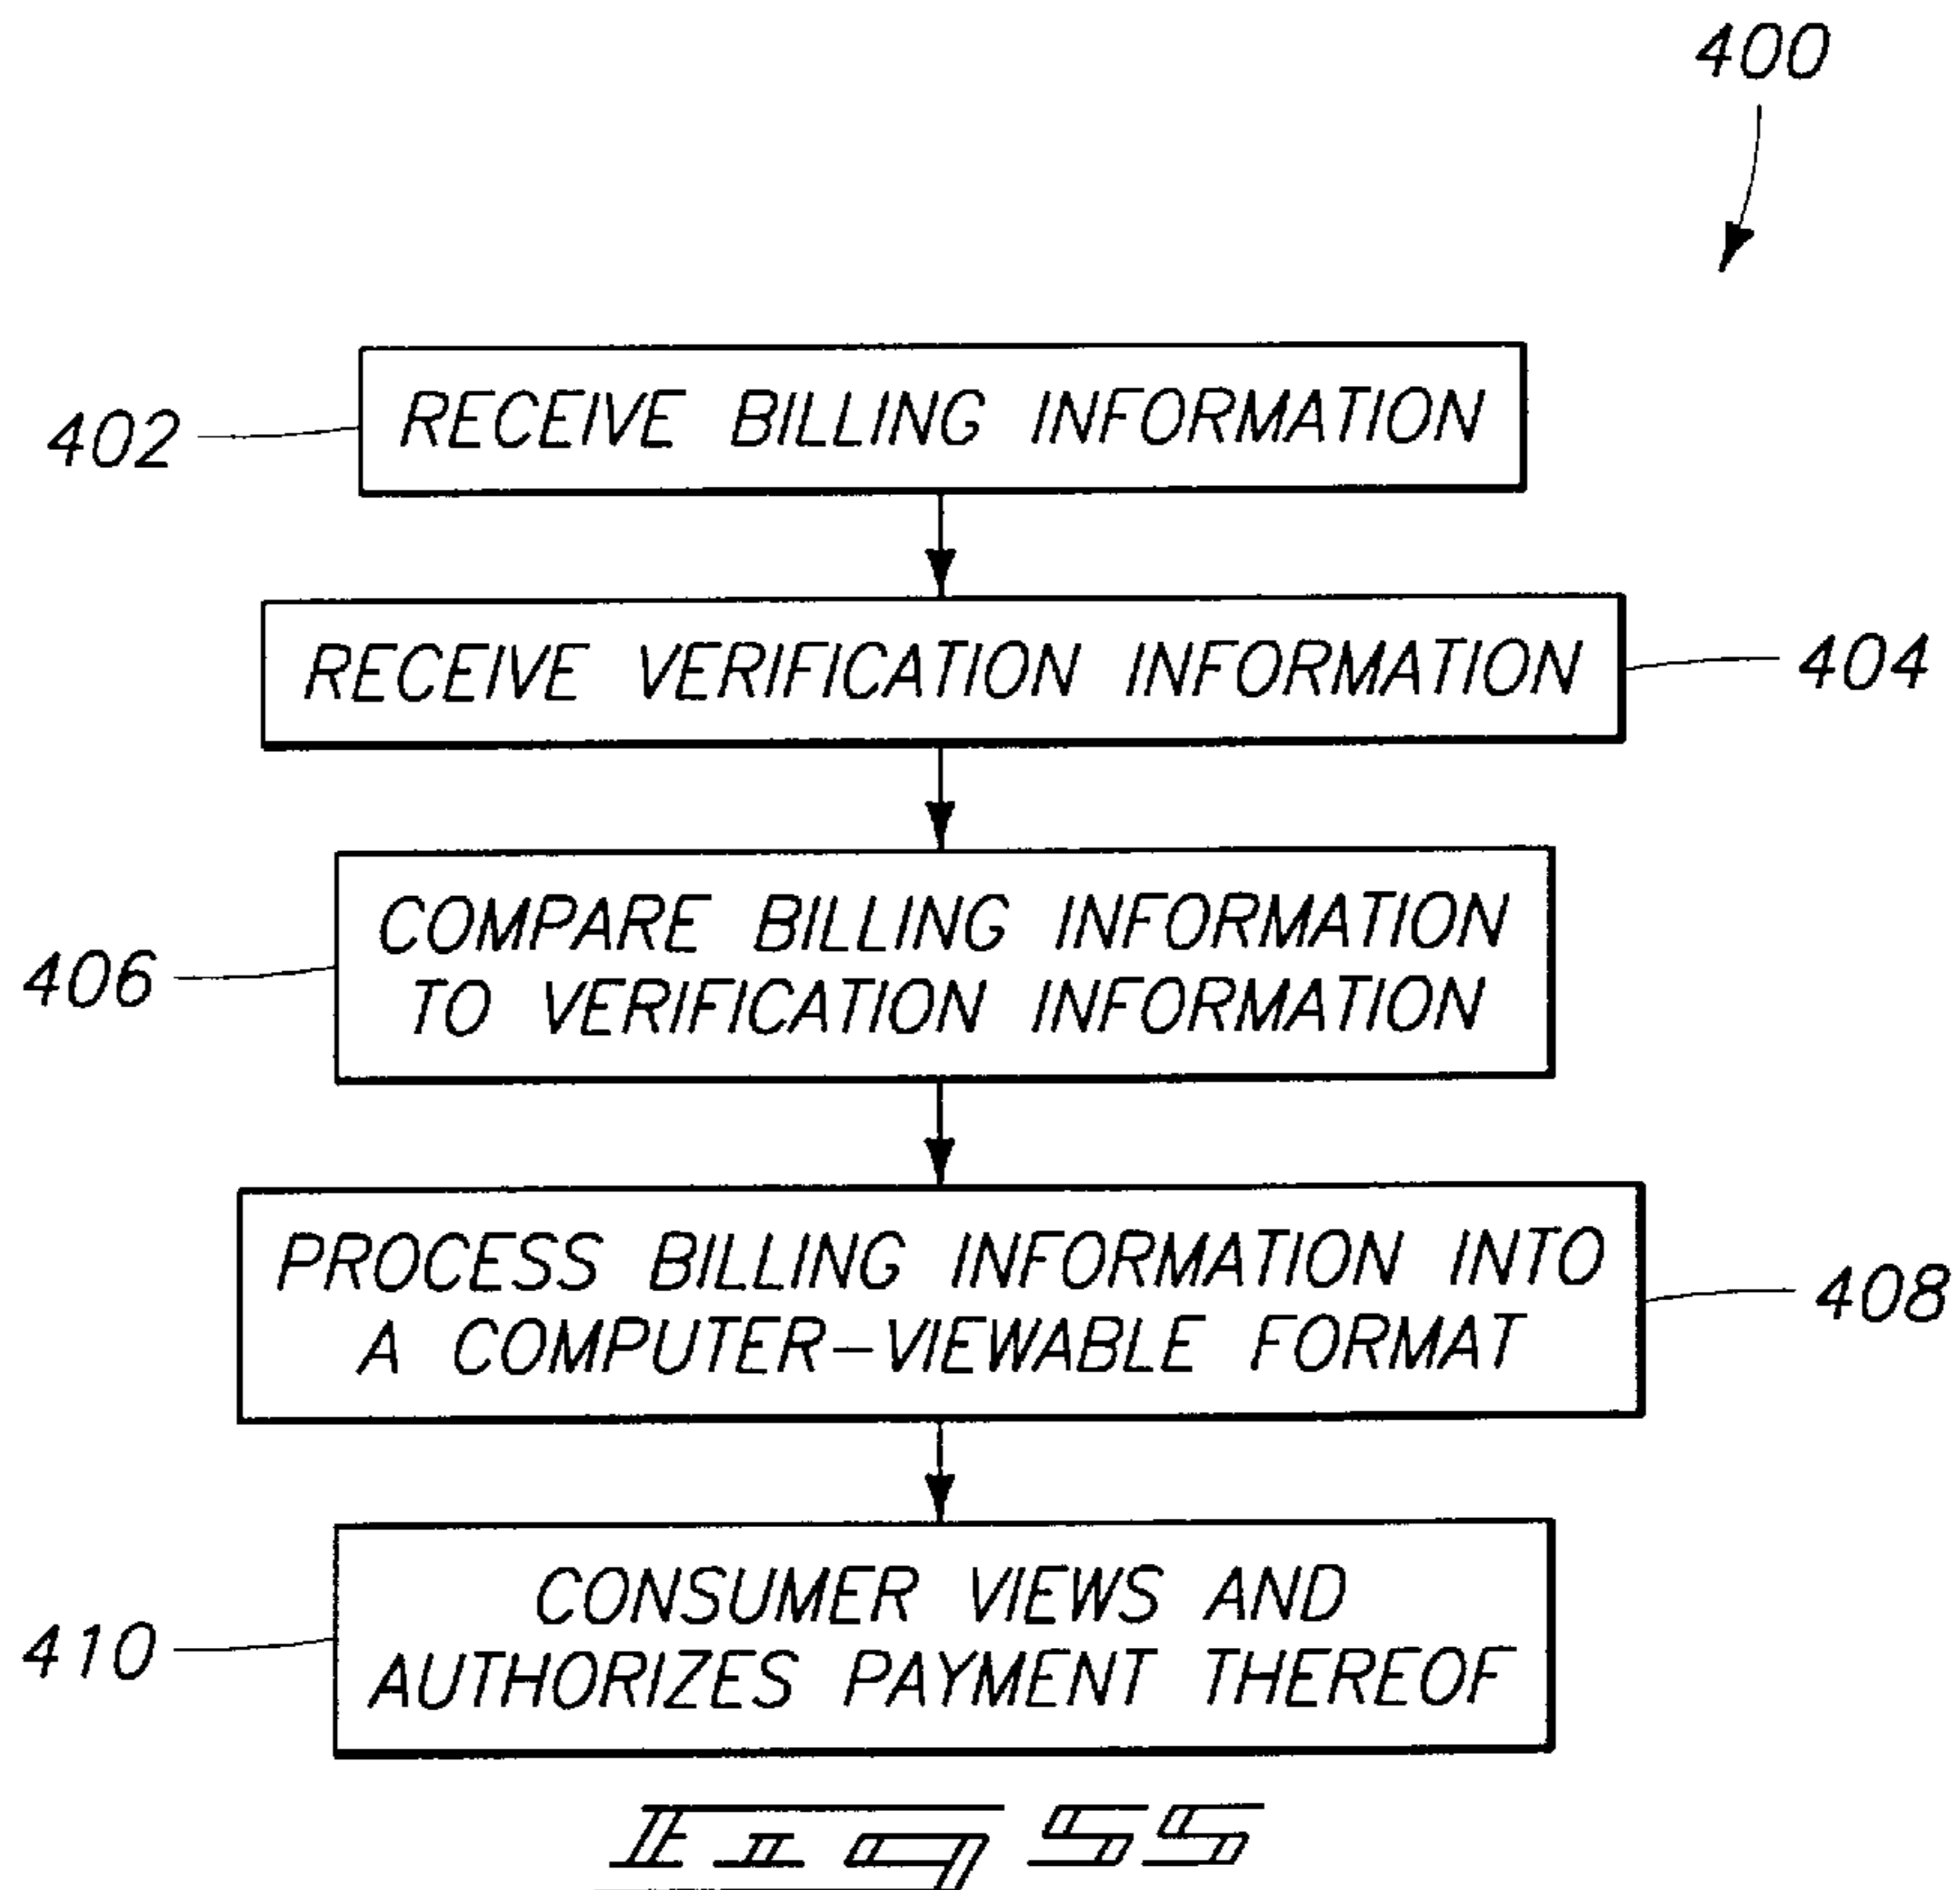 400
402
RECEIVE BILLING INFORMATION
RECEIVE VERIFICATION INFORMATION
404
COMPARE BILLING INFORMATION
TO VERIFICATION INFORMATION
406
PROCESS BILLING INFORMATION INTO
A COMPUTER-VIEWABLE FORMAT
408
CONSUMER VIEWS AND
AUTHORIZES PAYMENT THEREOF
410
Fig 55